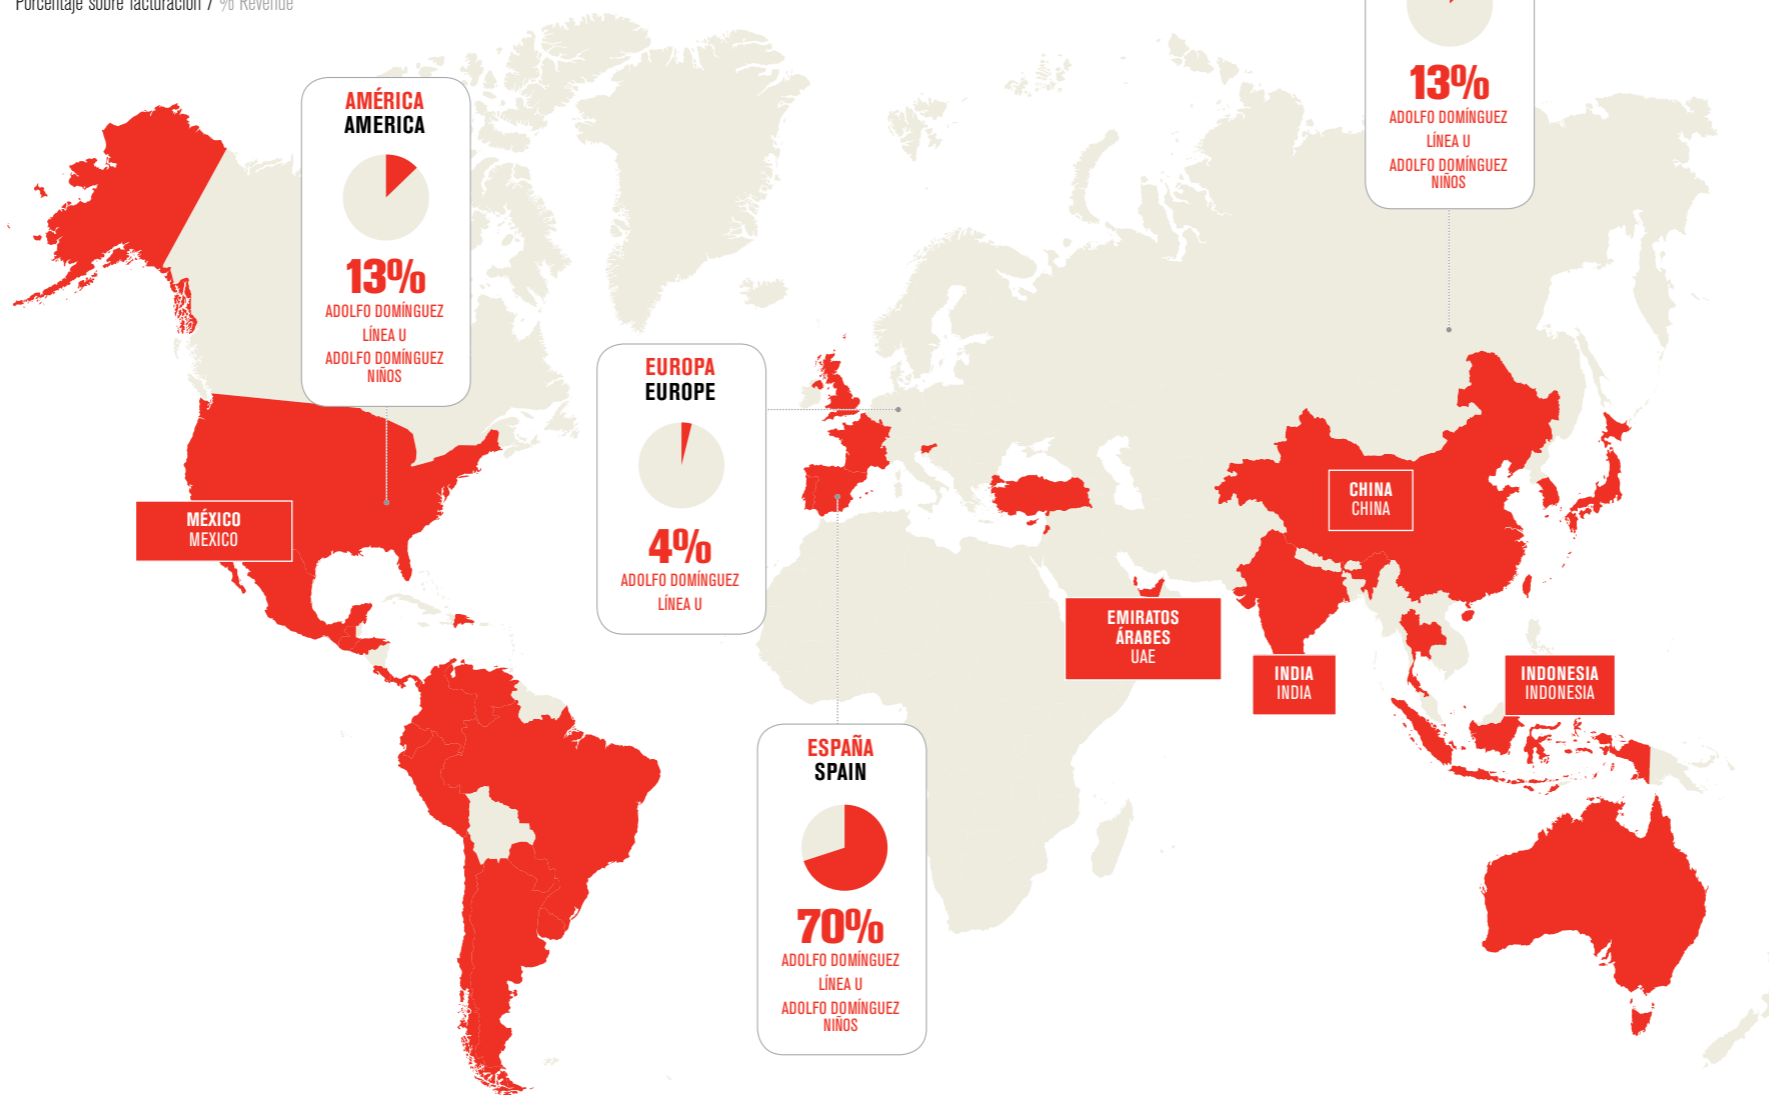 Porcentaje sobre facturación / % Revenue
13%
ADOLFO DOMÍNGUEZ
LÍNEA U
ADOLFO DOMÍNGUEZ
NIÑOS
AMÉRICA
AMERICA
13%
ADOLFO DOMÍNGUEZ
LÍNEA U
ADOLFO DOMÍNGUEZ
NIÑOS
EUROPA
EUROPE
4%
ADOLFO DOMÍNGUEZ
LÍNEA U
CHINA
CHINA
MÉXICO
MEXICO
EMIRATOS
ÁRABES
UAE
INDIA
INDIA
INDONESIA
INDONESIA
ESPAÑA
SPAIN
70%
ADOLFO DOMÍNGUEZ
LÍNEA U
ADOLFO DOMÍNGUEZ
NIÑOS